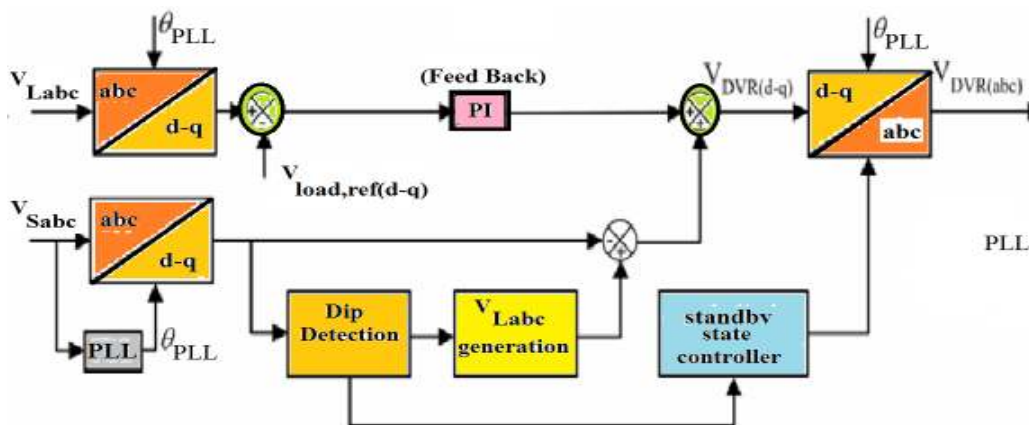 θPLL
VLabc
abc
d-q
(Feed Back)
PI
Vload,ref(d-q)
VDVR(d-q)
θPLL
d-q
abc
VDVR(abc)
VSabc
abc
d-q
PLL
θPLL
Dip
Detection
VLabc
generation
standbv
state
controller
PLL